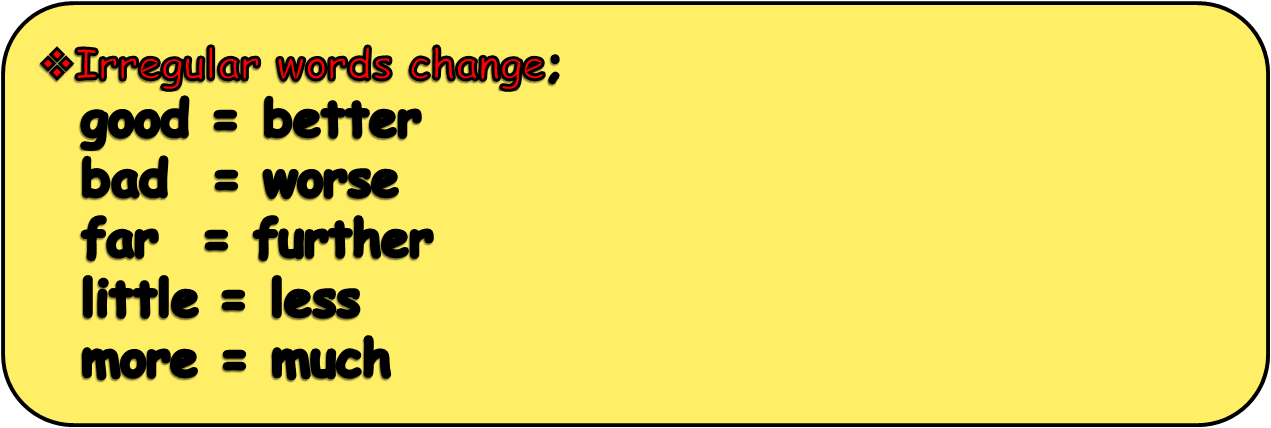 ❖Irregular words change;
good = better
bad = worse
far = further
little = less
more = much